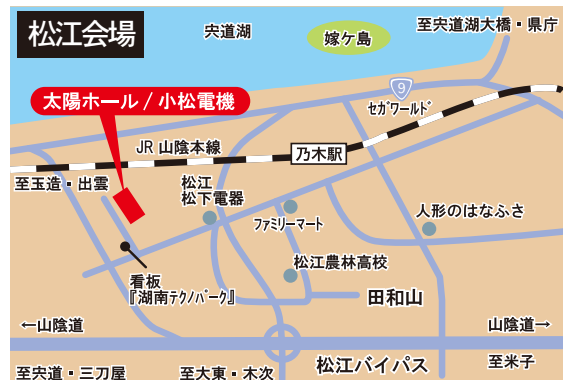 松江会場
宍道湖
嫁ケ島
至宍道湖大橋・県庁
9
セガワールド
太陽ホール / 小松電機
JR 山陰本線
乃木駅
至玉造・出雲
松江
松下電器
ファミリーマート
人形のはなふさ
松江農林高校
看板
『湖南テクノパーク』
田和山
←山陰道
山陰道→
松江バイパス
至米子
至宍道・三刀屋
至大東・木次